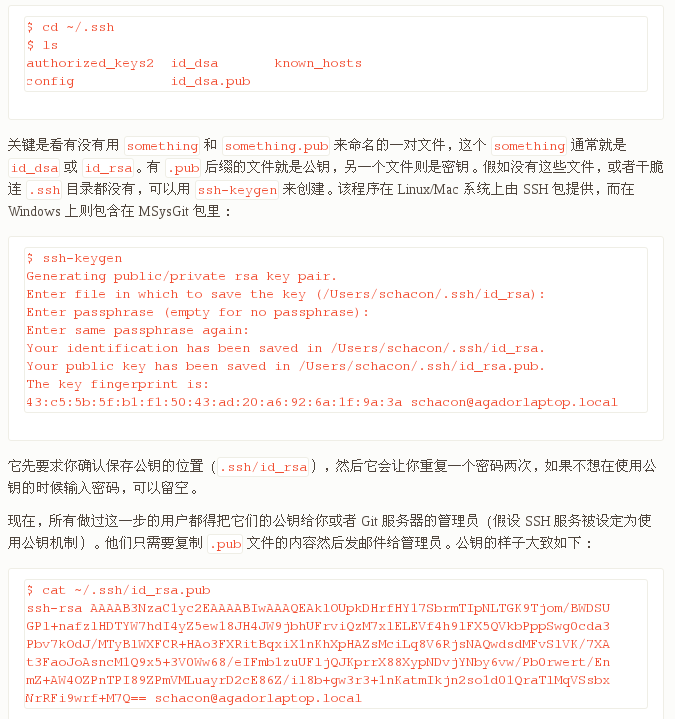 $ cd ~/.ssh
$ ls
authorized_keys2  id_dsa       known_hosts
config            id_dsa.pub
关键是看有没有用 something 和 something.pub 来命名的一对文件，这个 something 通常就是
id_dsa 或 id_rsa 。有 .pub 后缀的文件就是公钥，另一个文件则是密钥。假如没有这些文件，或者干脆
连 .ssh 目录都没有，可以用 ssh-keygen 来创建。该程序在 Linux/Mac 系统上由 SSH 包提供，而在
Windows 上则包含在 MSysGit 包里：
$ ssh-keygen
Generating public/private rsa key pair.
Enter file in which to save the key (/Users/schacon/.ssh/id_rsa):
Enter passphrase (empty for no passphrase):
Enter same passphrase again:
Your identification has been saved in /Users/schacon/.ssh/id_rsa.
Your public key has been saved in /Users/schacon/.ssh/id_rsa.pub.
The key fingerprint is:
43:c5:5b:5f:b1:f1:50:43:ad:20:a6:92:6a:1f:9a:3a schacon@agadorlaptop.local
它先要求你确认保存公钥的位置（.ssh/id_rsa），然后它会让你重复一个密码两次，如果不想在使用公
钥的时候输入密码，可以留空。
现在，所有做过这一步的用户都得把它们的公钥给你或者 Git 服务器的管理员（假设 SSH 服务被设定为使
用公钥机制）。他们只需要复制 .pub 文件的内容然后发邮件给管理员。公钥的样子大致如下：
$ cat ~/.ssh/id_rsa.pub
ssh-rsa AAAAB3NzaC1yc2EAAAABIwAAAQEAklOUpkDHrfHY17SbrmTIpNLTGK9Tjom/BWDSU
GPl+nafzlHDTYW7hdI4yZ5ew18JH4JW9jbhUFrviQzM7xlELEVf4h9lFX5QVkbPppSwg0cda3
Pbv7kOdJ/MTyBlWXFCR+HAo3FXRitBqxiX1nKhXpHAZsMciLq8V6RjsNAQwdsdMFvSlVK/7XA
t3FaoJoAsncM1Q9x5+3V0Ww68/eIFmb1zuUFljQJKprrX88XypNDvjYNby6vw/Pb0rwert/En
mZ+AW4OZPnTPI89ZPmVMLuayrD2cE86Z/il8b+gw3r3+1nKatmIkjn2so1d01QraTlMqVSsbx
NrRFi9wrf+M7Q== schacon@agadorlaptop.local